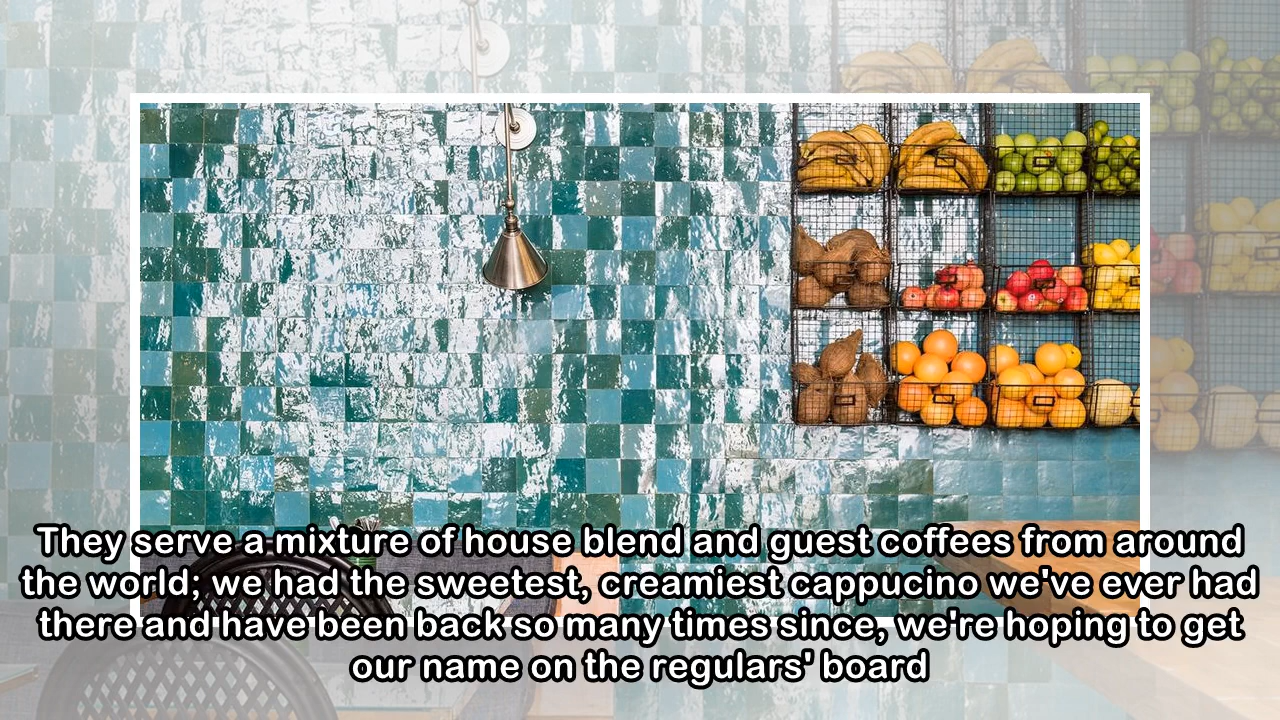 They serve a mixture of house blend and guest coffees from around
the world; we had the sweetest, creamiest cappucino we've ever had
there and have been back so many times since, we're hoping to get
our name on the regulars' board